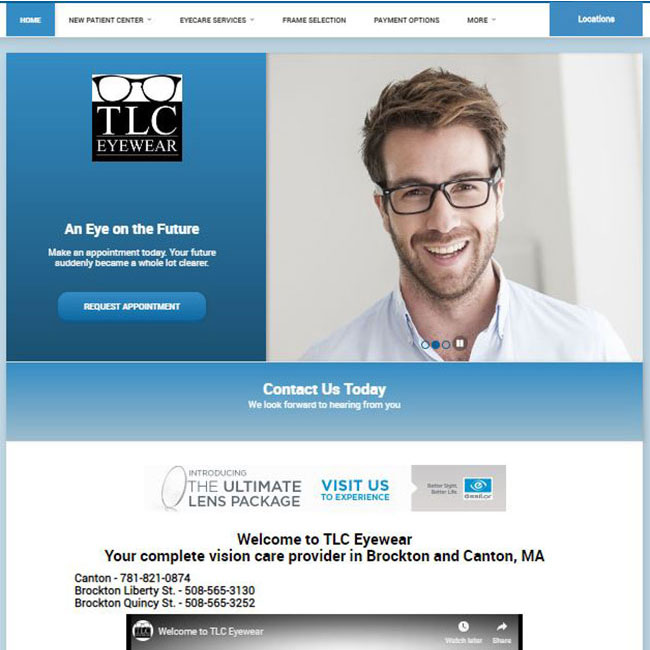 HOME NEW PATIENT CENTER EYECARE SERVICES FRAME SELECTION PAYMENT OPTIONS MORE Locations
TLC
EYEWEAR
An Eye on the Future
Make an appointment today. Your future
suddenly became a whole lot clearer.
REQUEST APPOINTMENT
Contact Us Today
We look forward to hearing from you
INTRODUCING
THE ULTIMATE
LENS PACKAGE
VISIT US
TO EXPERIENCE
Better Sight.
Better Life.
essilor
Welcome to TLC Eyewear
Your complete vision care provider in Brockton and Canton, MA
Canton - 781-821-0874
Brockton Liberty St. - 508-565-3130
Brockton Quincy St. - 508-565-3252
TLC
Welcome to TLC Eyewear
Watch later
Share